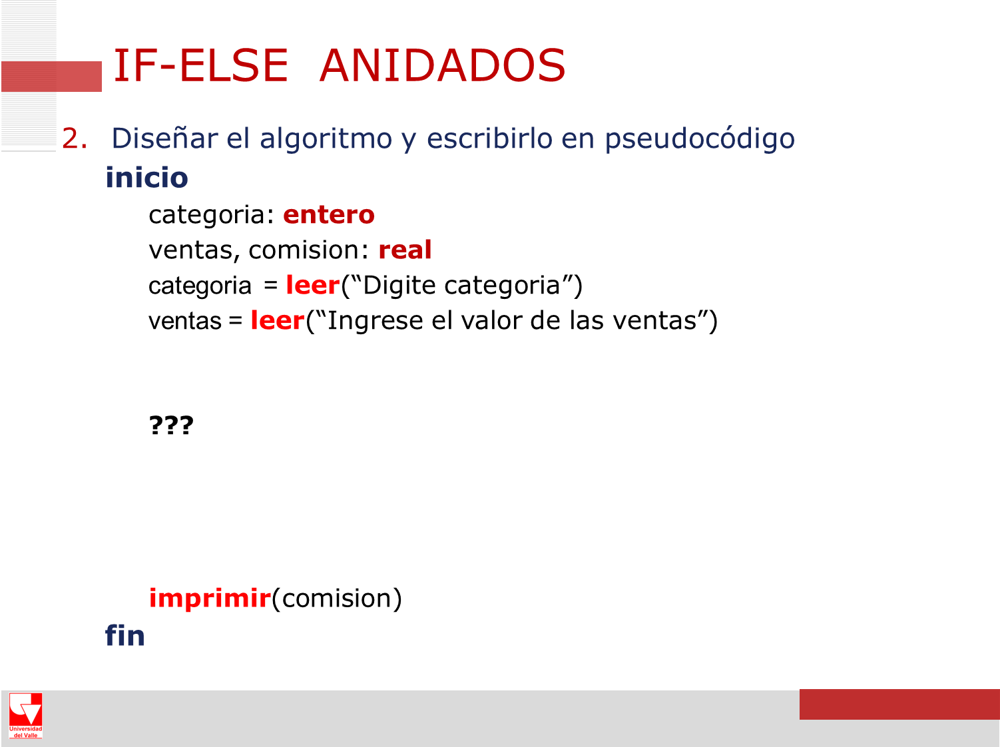 IF-ELSE ANIDADOS
2. Diseñar el algoritmo y escribirlo en pseudocódigo
inicio
categoria: entero
ventas, comision: real
categoria = leer(“Digite categoria”)
ventas = leer(“Ingrese el valor de las ventas”)
???
imprimir(comision)
fin
Universidad
del Valle